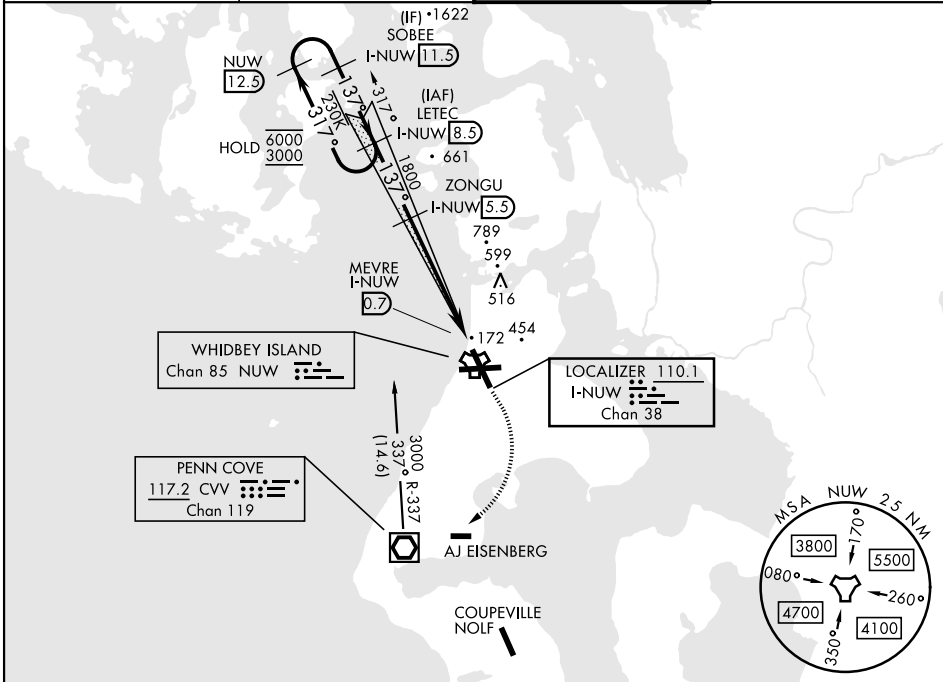 (IF) 1622
SOBEE
I-NUW 11.5
NUW
12.5
137°
317°
(IAF)
LETEC
I-NUW 8.5
230K
317°
HOLD 6000
3000
661
1800
137°
ZONGU
I-NUW 5.5
789
599
516
MEVRE
I-NUW
0.7
172 454
WHIDBEY ISLAND
Chan 85 NUW
LOCALIZER 110.1
I-NUW
Chan 38
3000
337° R-337
(14.6)
PENN COVE
117.2 CVV
Chan 119
AJ EISENBERG
COUPEVILLE
NOLF
MSA NUW 25 NM
170°
3800
5500
080°
260°
4700
4100
350°